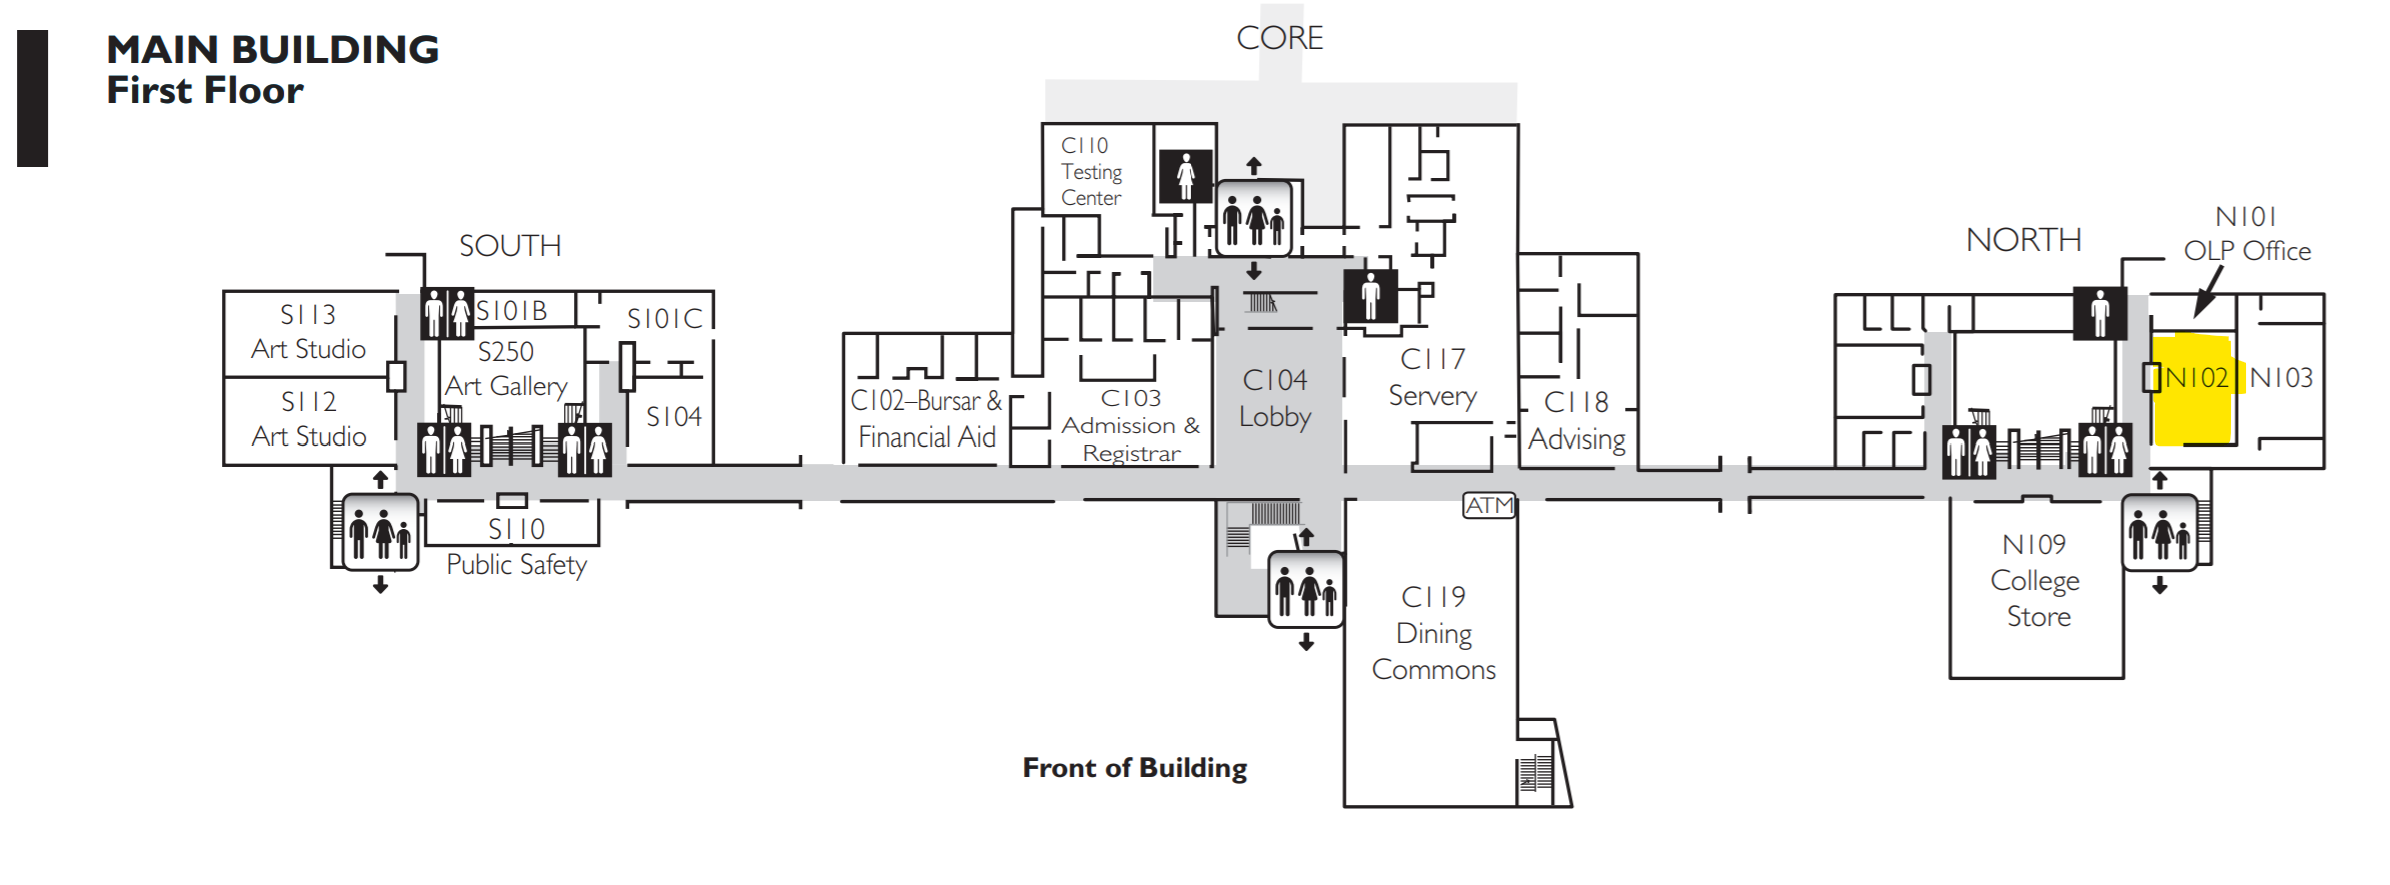 MAIN BUILDING
First Floor
CORE
SOUTH
NORTH
S113
Art Studio
S112
Art Studio
S101B
S250
Art Gallery
S101C
S104
S110
Public Safety
C110
Testing
Center
C102–Bursar &
Financial Aid
C103
Admission &
Registrar
C104
Lobby
C117
Servery
C118
Advising
ATM
C119
Dining
Commons
Front of Building
N101
OLP Office
N102
N103
N109
College
Store